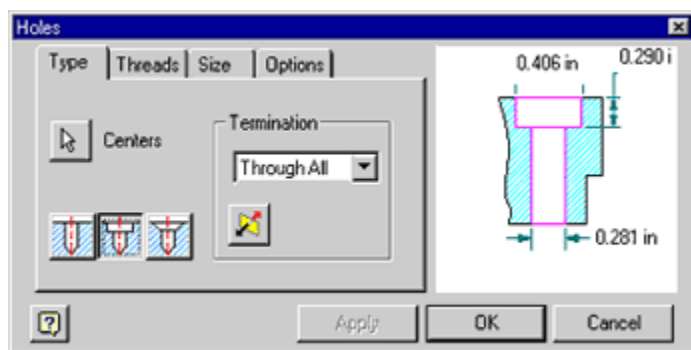 Holes
Type Threads Size Options
0.406 in 0.290 i
Centers
Termination
Through All
0.281 in
Apply OK Cancel